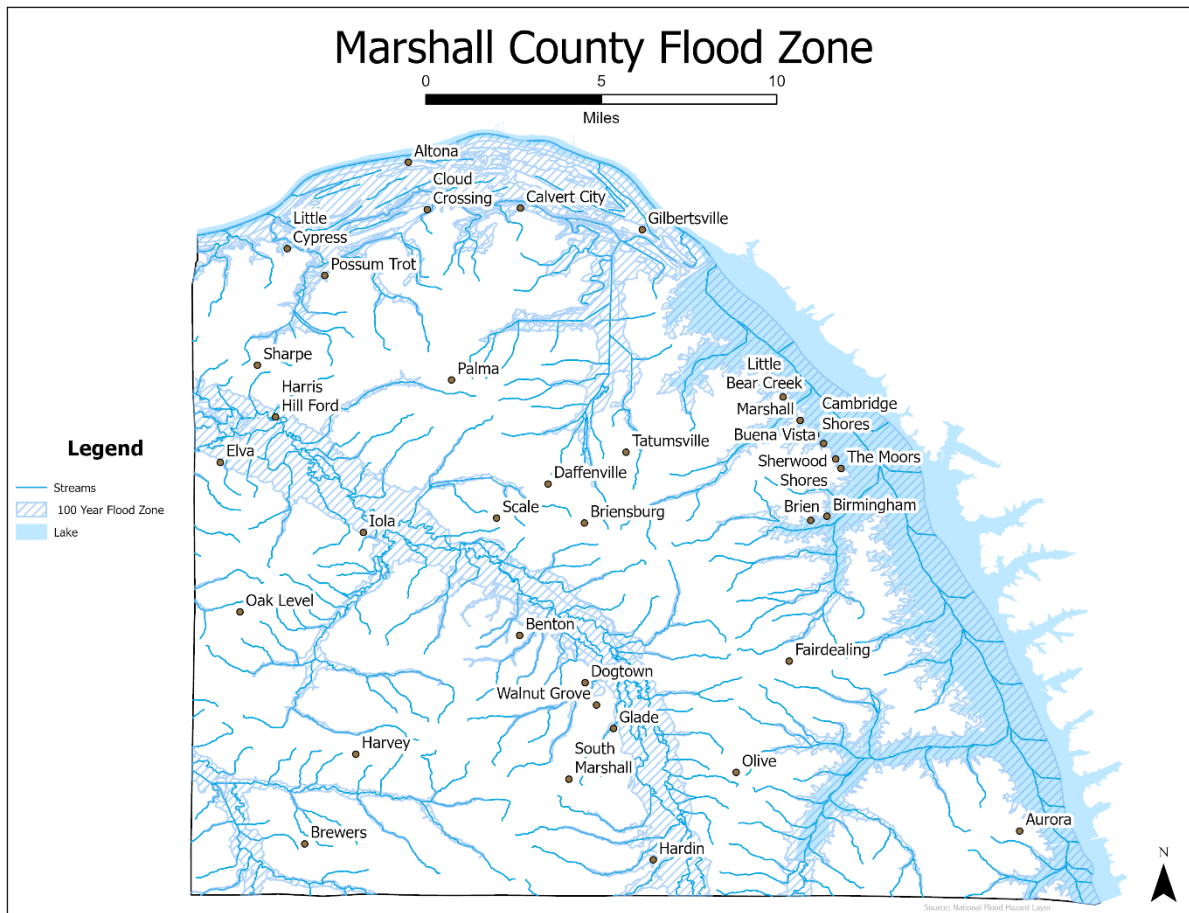 Marshall County Flood Zone
0 5 10
Miles
Altona
Cloud
Crossing
Calvert City
Gilbertsville
Little
Cypress
Possum Trot
Sharpe
Palma
Harris
Hill Ford
Little
Bear Creek
Marshall
Cambridge
Shores
Buena Vista
Legend
Streams
100 Year Flood Zone
Lake
Elva
Tatumsville
Sherwood
Shores
The Moors
Daffenville
Scale
Briensburg
Brien
Birmingham
Iola
Oak Level
Benton
Fairdealing
Dogtown
Walnut Grove
Glade
Harvey
South
Marshall
Olive
Brewers
Aurora
Hardin
N
Source: National Flood Hazard Layer